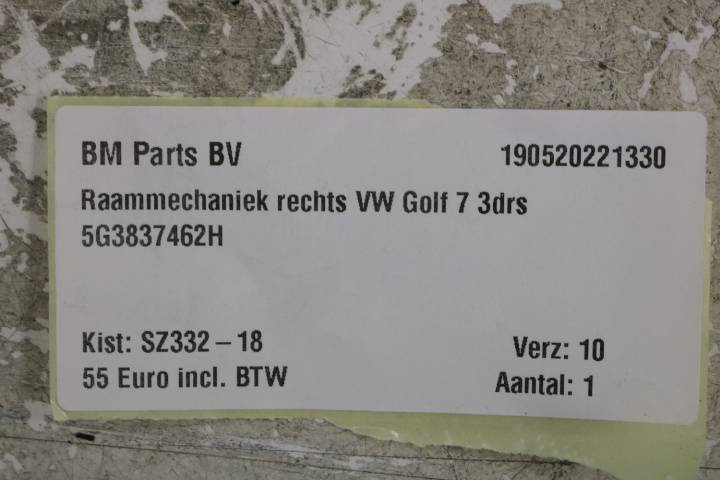 BM Parts BV 190520221330
Raammechaniek rechts VW Golf 7 3drs
5G3837462H
Kist: SZ332 – 18 Verz: 10
55 Euro incl. BTW Aantal: 1